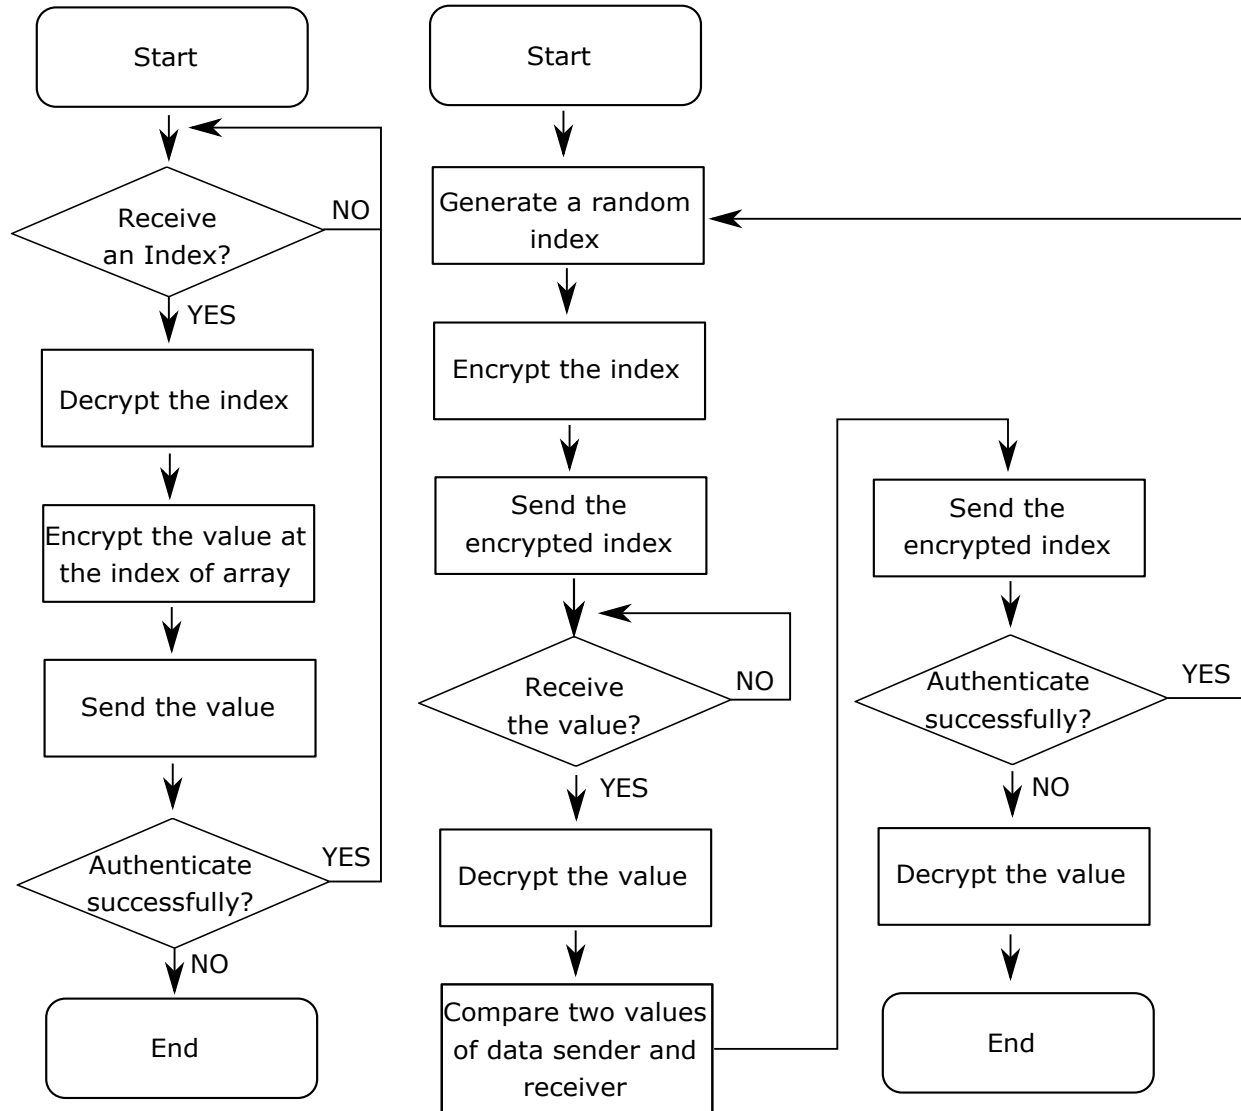 Start
NO
Receive
an Index?
YES
Decrypt the index
Encrypt the value at
the index of array
Send the value
Authenticate
successfully?
YES
NO
End
Start
Generate a random
index
Encrypt the index
Send the
encrypted index
Receive
the value?
NO
YES
Decrypt the value
Compare two values
of data sender and
receiver
Send the
encrypted index
Authenticate
successfully?
YES
NO
Decrypt the value
End